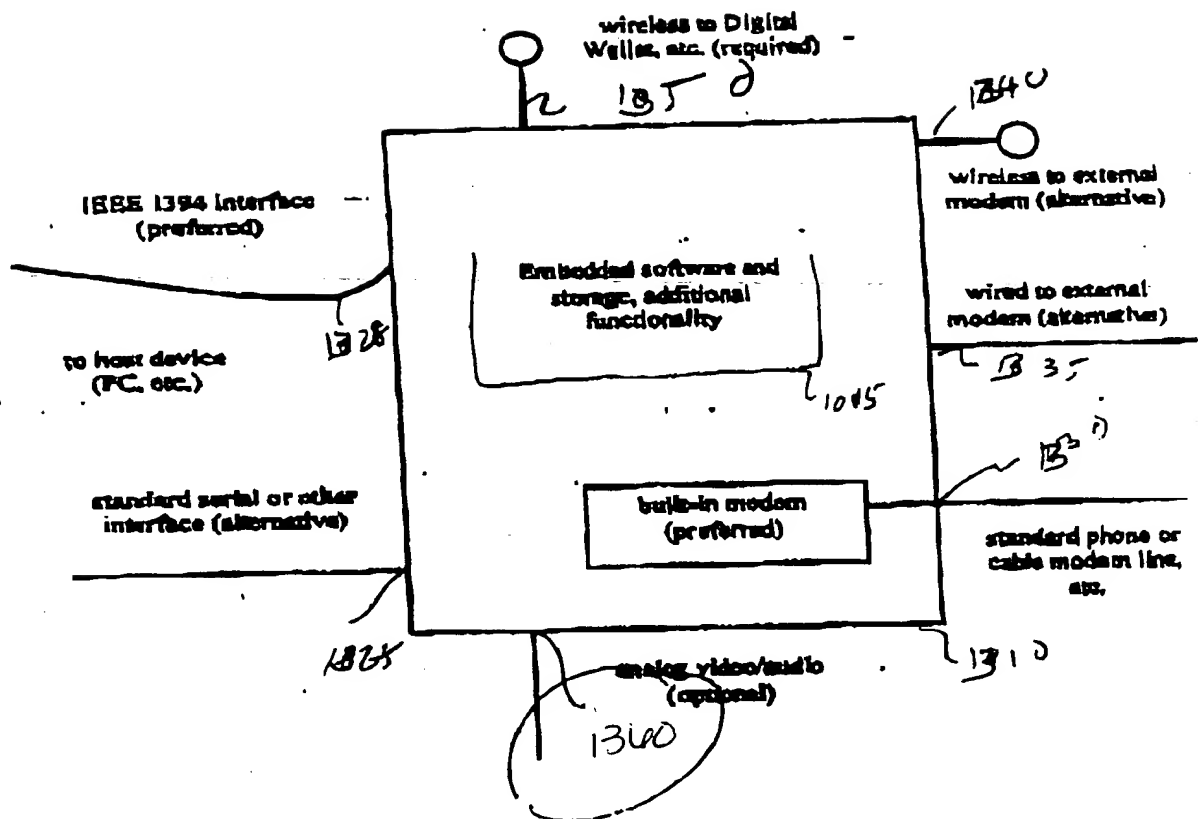 wireless to Digital
Wallet, etc. (required)
1340
wireless to external
modem (alternative)
IEEE 1394 interface
(preferred)
Embedded software and
storage, additional
functionality
wired to external
modem (alternative)
1328
to host device
(PC, etc.)
1335
1045
1330
standard serial or other
interface (alternative)
built-in modem
(preferred)
standard phone or
cable modem line,
etc.
1325
1310
analog video/audio
(optional)
1360